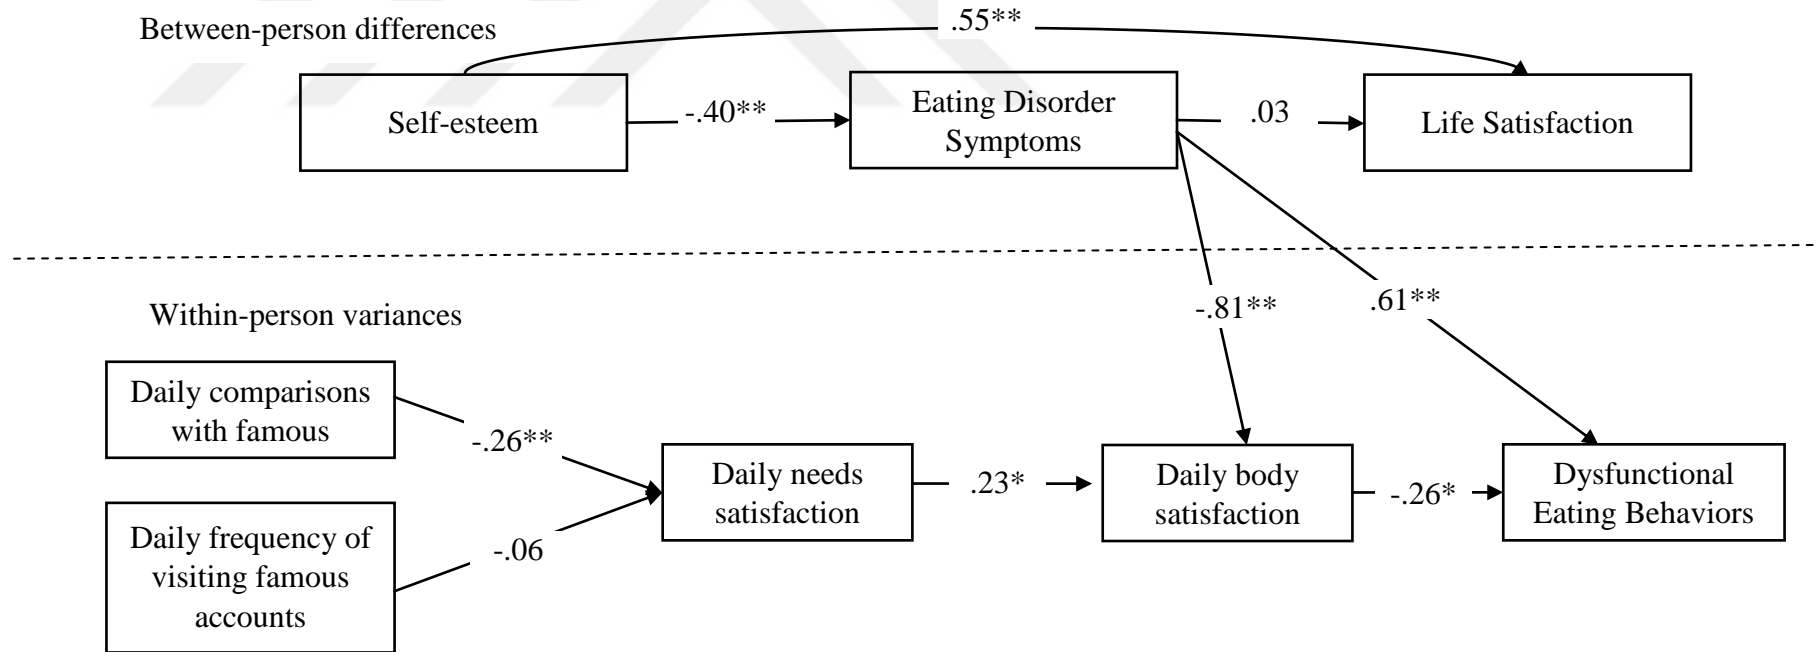 Between-person differences
.55**
Self-esteem
-.40**
Eating Disorder
Symptoms
.03
Life Satisfaction
-.81**
.61**
Within-person variances
Daily comparisons
with famous
-.26**
Daily frequency of
visiting famous
accounts
-.06
Daily needs
satisfaction
.23*
Daily body
satisfaction
-.26*
Dysfunctional
Eating Behaviors